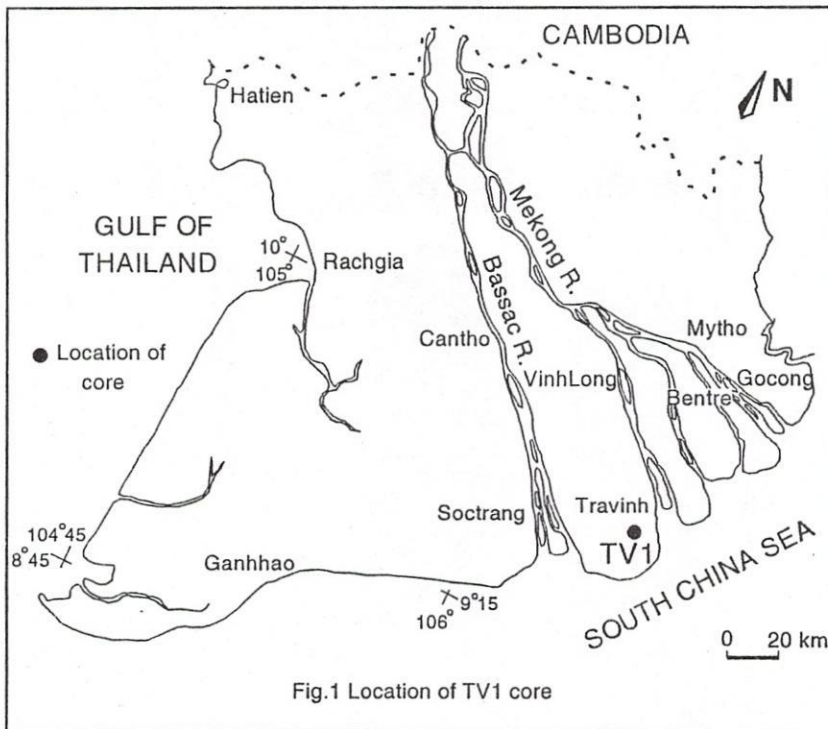 CAMBODIA
N
Hatien
GULF OF
THAILAND
10°
105°
Rachgia
Mekong R.
Bassac R.
Location of
core
Cantho
VinhLong
Mytho
Gocong
Bentre
Soctrang
Travinh
TV1
104°45
8°45
Ganhhao
9°15
106°
SOUTH CHINA SEA
0 20 km
Fig.1 Location of TV1 core